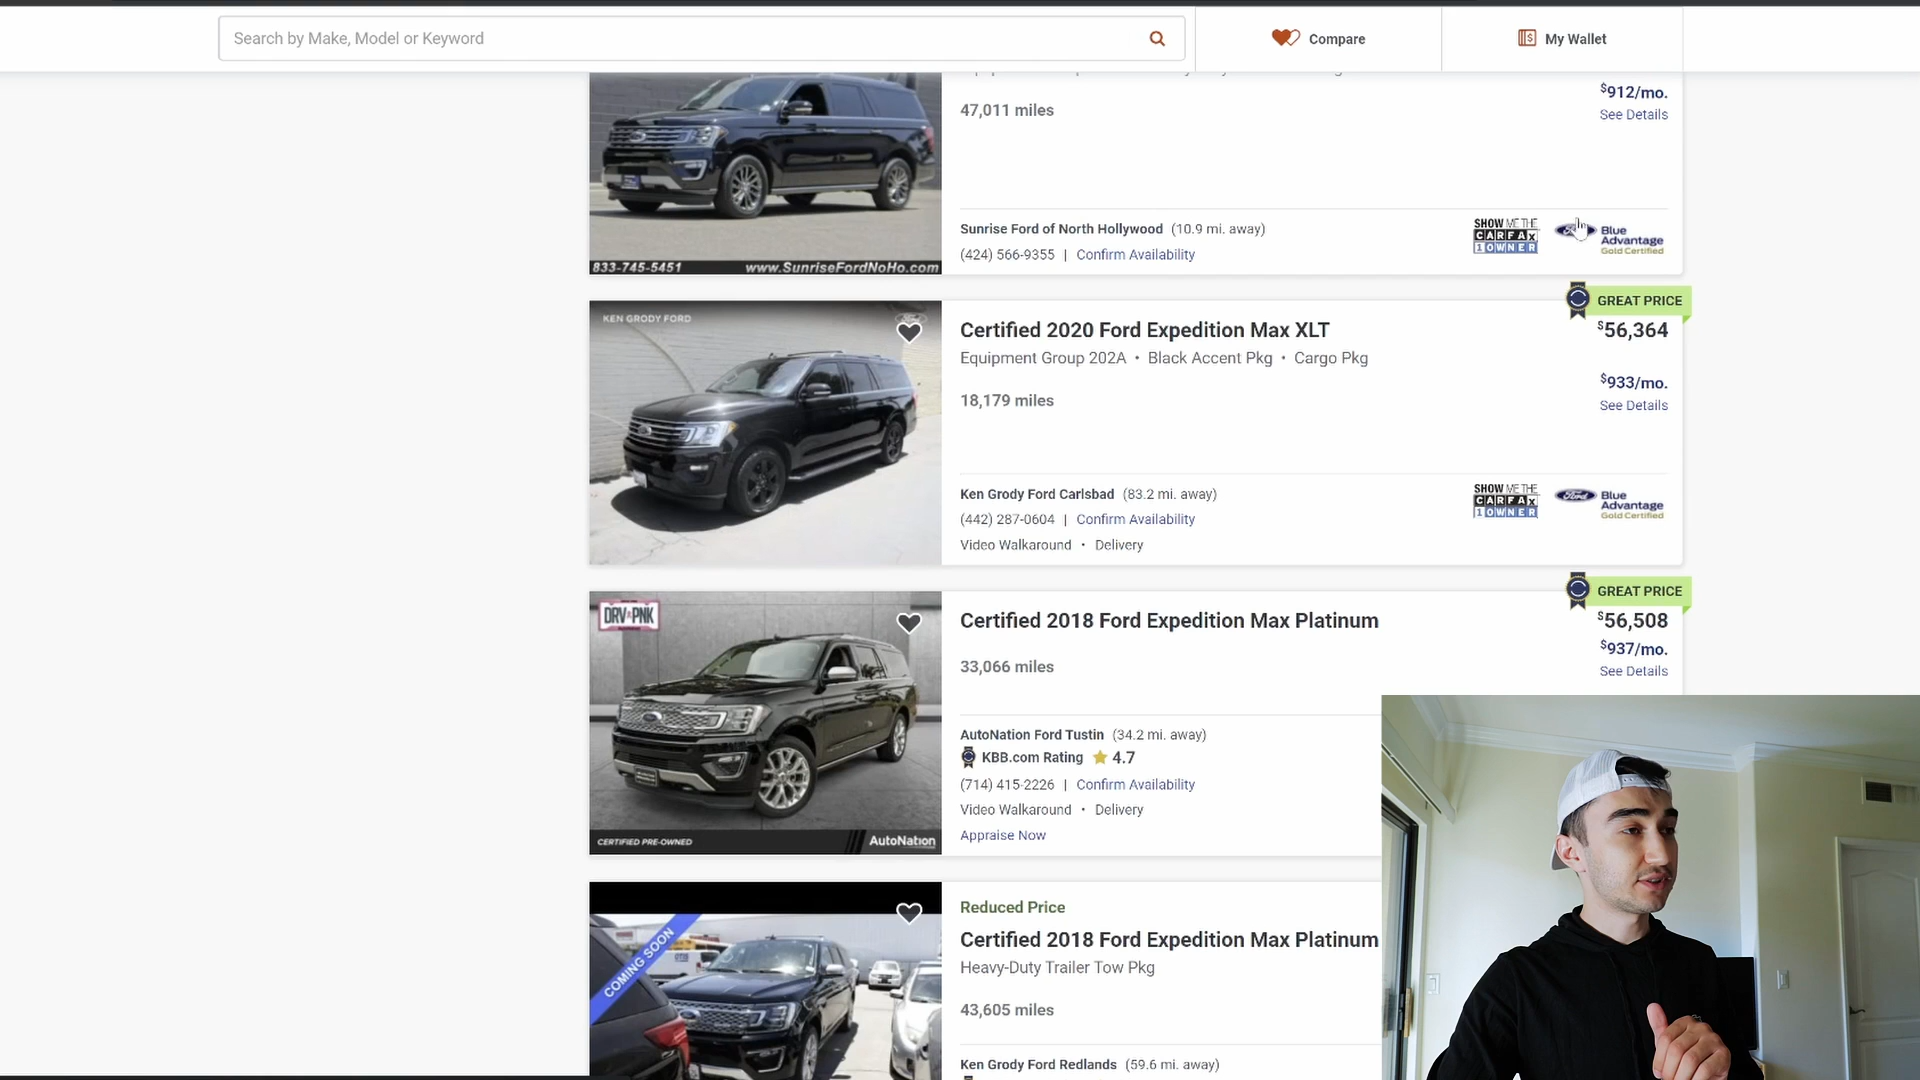 Search by Make, Model or Keyword
Compare
My Wallet
47,011 miles
$912/mo.
See Details
Sunrise Ford of North Hollywood (10.9 mi. away)
(424) 566-9355 | Confirm Availability
SHOW ME THE
CARFAX
1 OWNER
Blue
Advantage
Gold Certified
833-745-5451 www.SunriseFordNoHo.com
GREAT PRICE
KEN GRODY FORD
Certified 2020 Ford Expedition Max XLT
$56,364
Equipment Group 202A • Black Accent Pkg • Cargo Pkg
$933/mo.
18,179 miles
See Details
Ken Grody Ford Carlsbad (83.2 mi. away)
(442) 287-0604 | Confirm Availability
Video Walkaround • Delivery
SHOW ME THE
CARFAX
1 OWNER
Ford
Blue
Advantage
Gold Certified
GREAT PRICE
DRV PNK
Certified 2018 Ford Expedition Max Platinum
$56,508
$937/mo.
33,066 miles
See Details
AutoNation Ford Tustin (34.2 mi. away)
KBB.com Rating 4.7
(714) 415-2226 | Confirm Availability
Video Walkaround • Delivery
Appraise Now
CERTIFIED PRE-OWNED
AutoNation
Reduced Price
Certified 2018 Ford Expedition Max Platinum
Heavy-Duty Trailer Tow Pkg
COMING SOON
43,605 miles
Ken Grody Ford Redlands (59.6 mi. away)